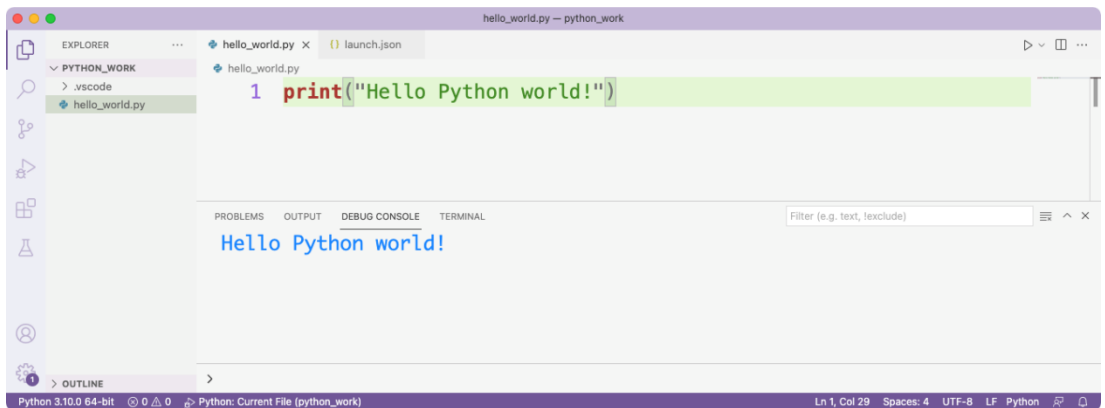 hello_world.py — python_work
EXPLORER ...
hello_world.py ×
{} launch.json
...
PYTHON_WORK
> .vscode
hello_world.py
hello_world.py
1 print("Hello Python world!")
PROBLEMS OUTPUT DEBUG CONSOLE TERMINAL
Filter (e.g. text, !exclude)
Hello Python world!
1
> OUTLINE
>
Python 3.10.0 64-bit 0 0 Python: Current File (python_work)
Ln 1, Col 29 Spaces: 4 UTF-8 LF Python